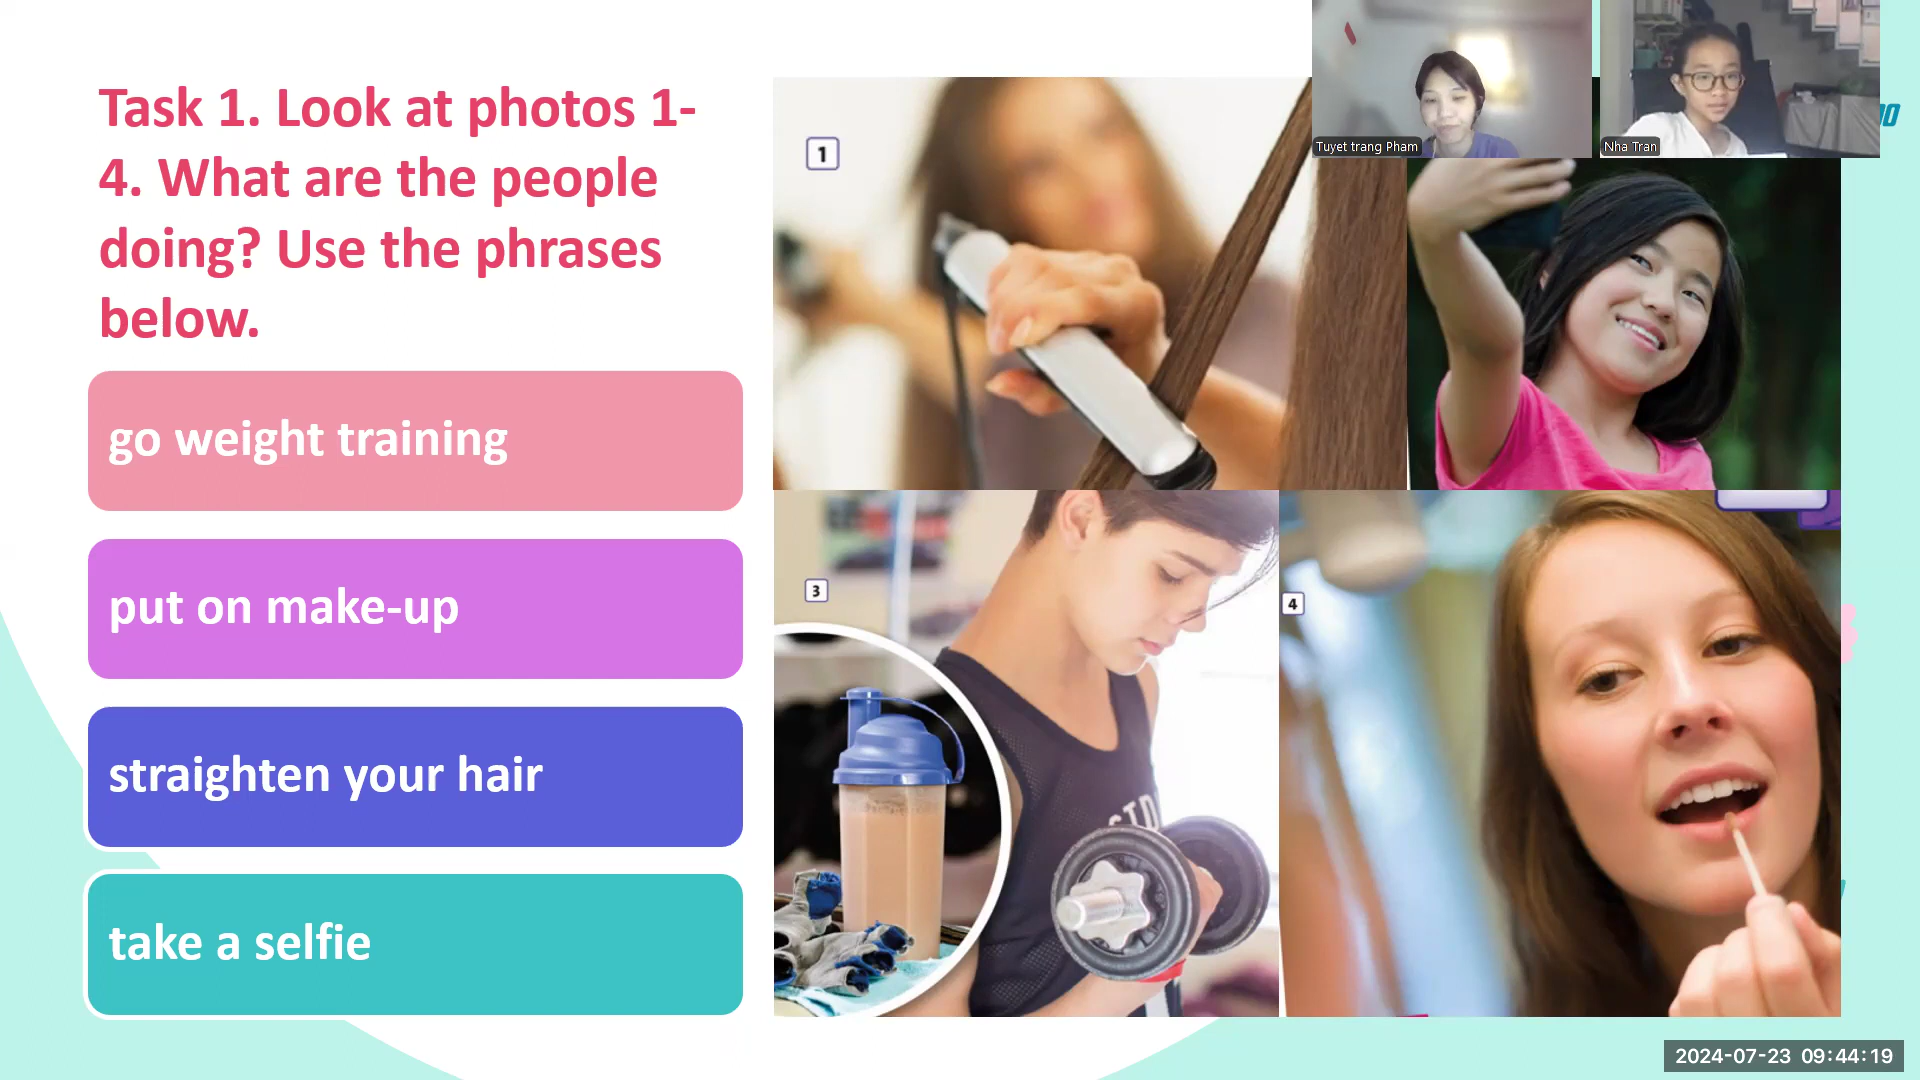 Task 1. Look at photos 1-
4. What are the people
doing? Use the phrases
below.
go weight training
put on make-up
straighten your hair
take a selfie
1
Tuyet trang Pham
Nha Tran
3
4
2024-07-23 09:44:19